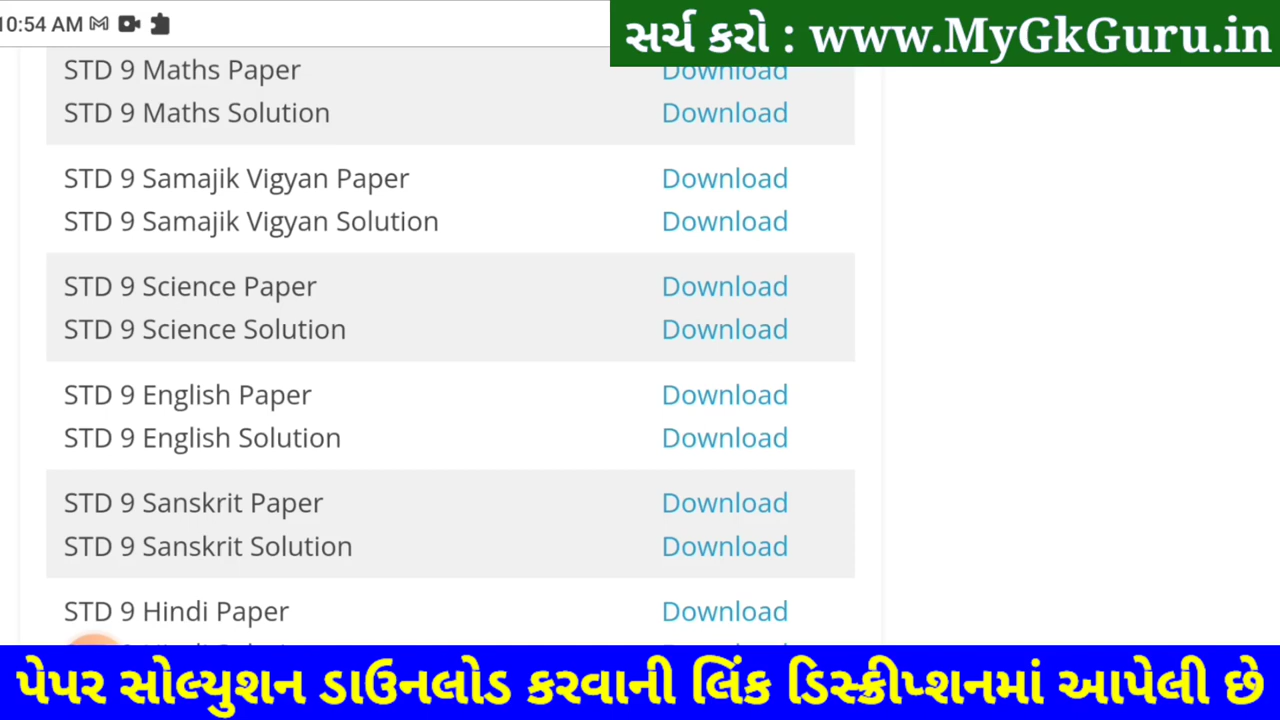 10:54 AM
સર્ચ કરો : www.MyGkGuru.in
STD 9 Maths Paper Download
STD 9 Maths Solution Download
STD 9 Samajik Vigyan Paper Download
STD 9 Samajik Vigyan Solution Download
STD 9 Science Paper Download
STD 9 Science Solution Download
STD 9 English Paper Download
STD 9 English Solution Download
STD 9 Sanskrit Paper Download
STD 9 Sanskrit Solution Download
STD 9 Hindi Paper Download
પેપર સોલ્યુશન ડાઉનલોડ કરવાની લિંક ડિસ્ક્રીપ્શનમાં આપેલી છે